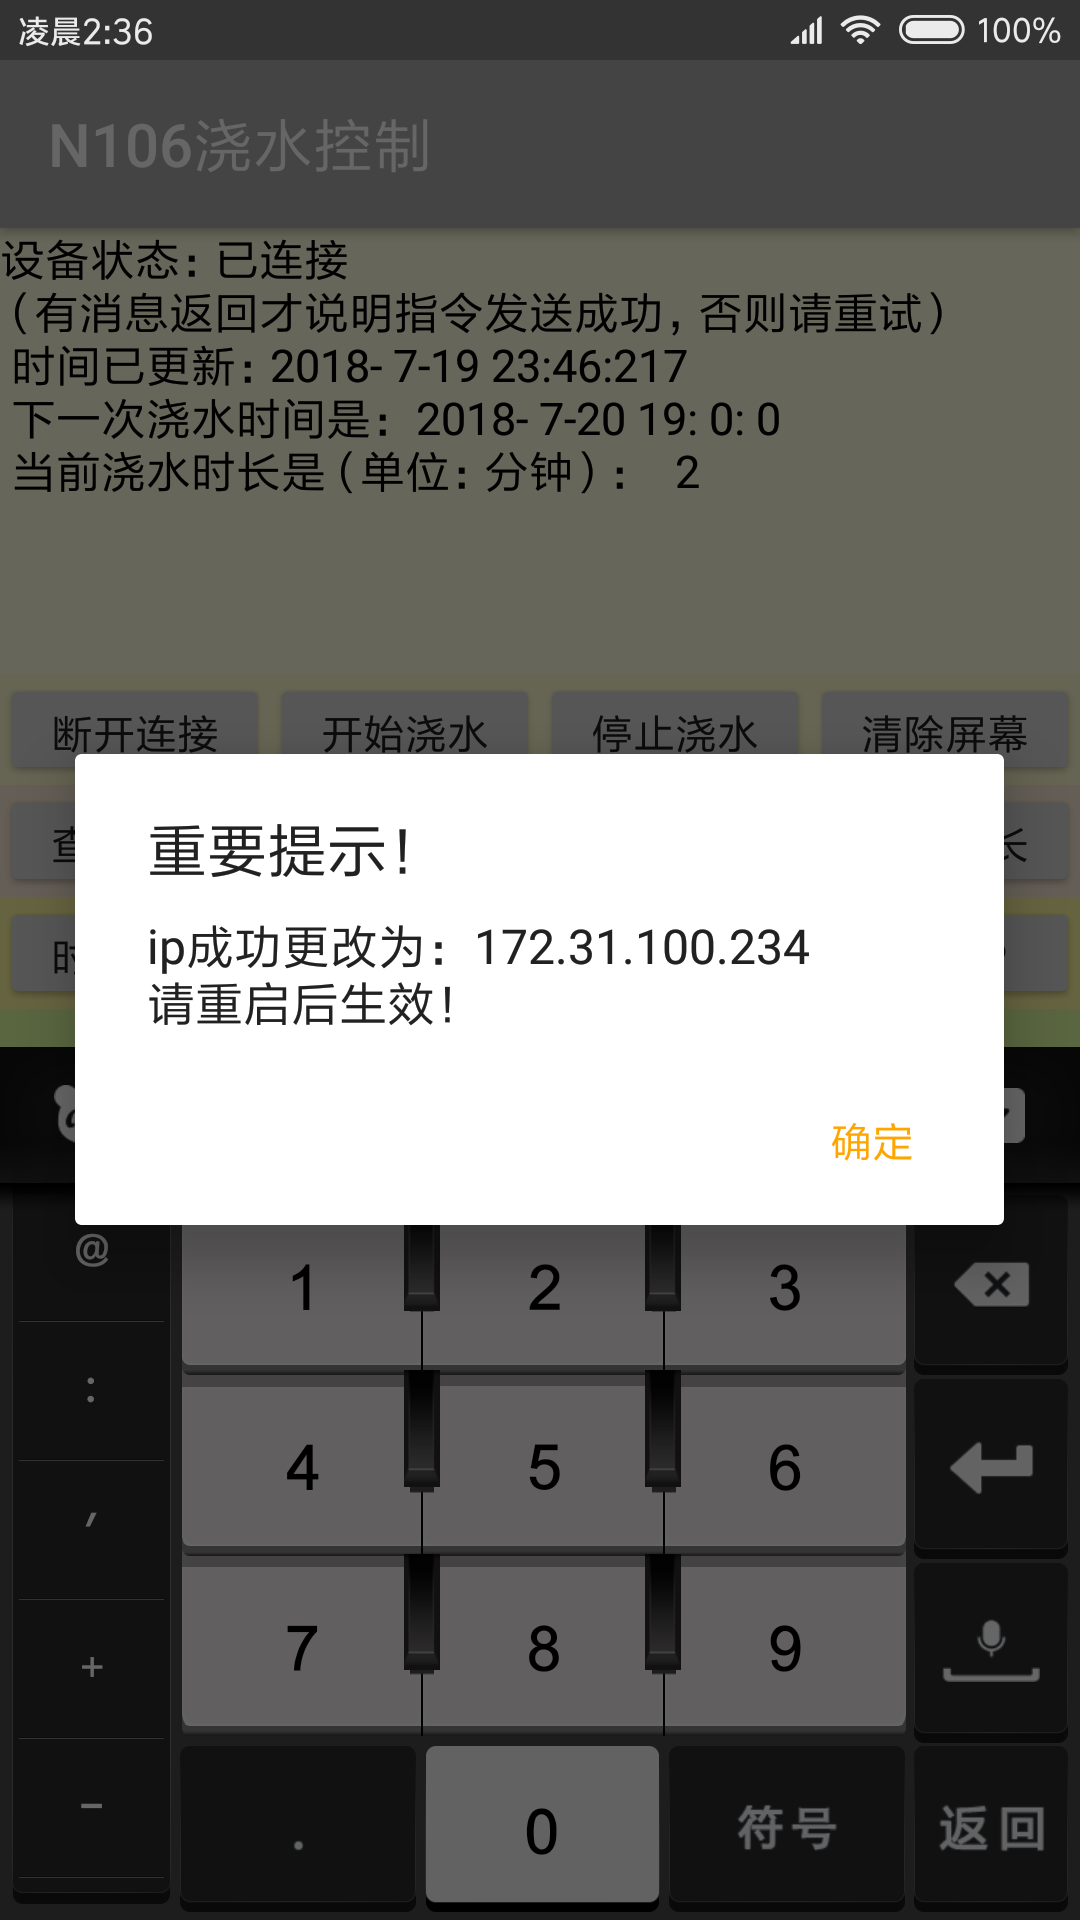 凌晨2:36
100%
N106浇水控制
设备状态：已连接
（有消息返回才说明指令发送成功，否则请重试）
时间已更新：2018- 7-19 23:46:217
下一次浇水时间是：2018- 7-20 19: 0: 0
当前浇水时长是（单位：分钟）： 2
断开连接
开始浇水
停止浇水
清除屏幕
查
长
时
重要提示！
ip成功更改为：172.31.100.234
请重启后生效！
确定
@
1
2
3
:
4
5
6
,
7
8
9
+
-
.
0
符号
返回